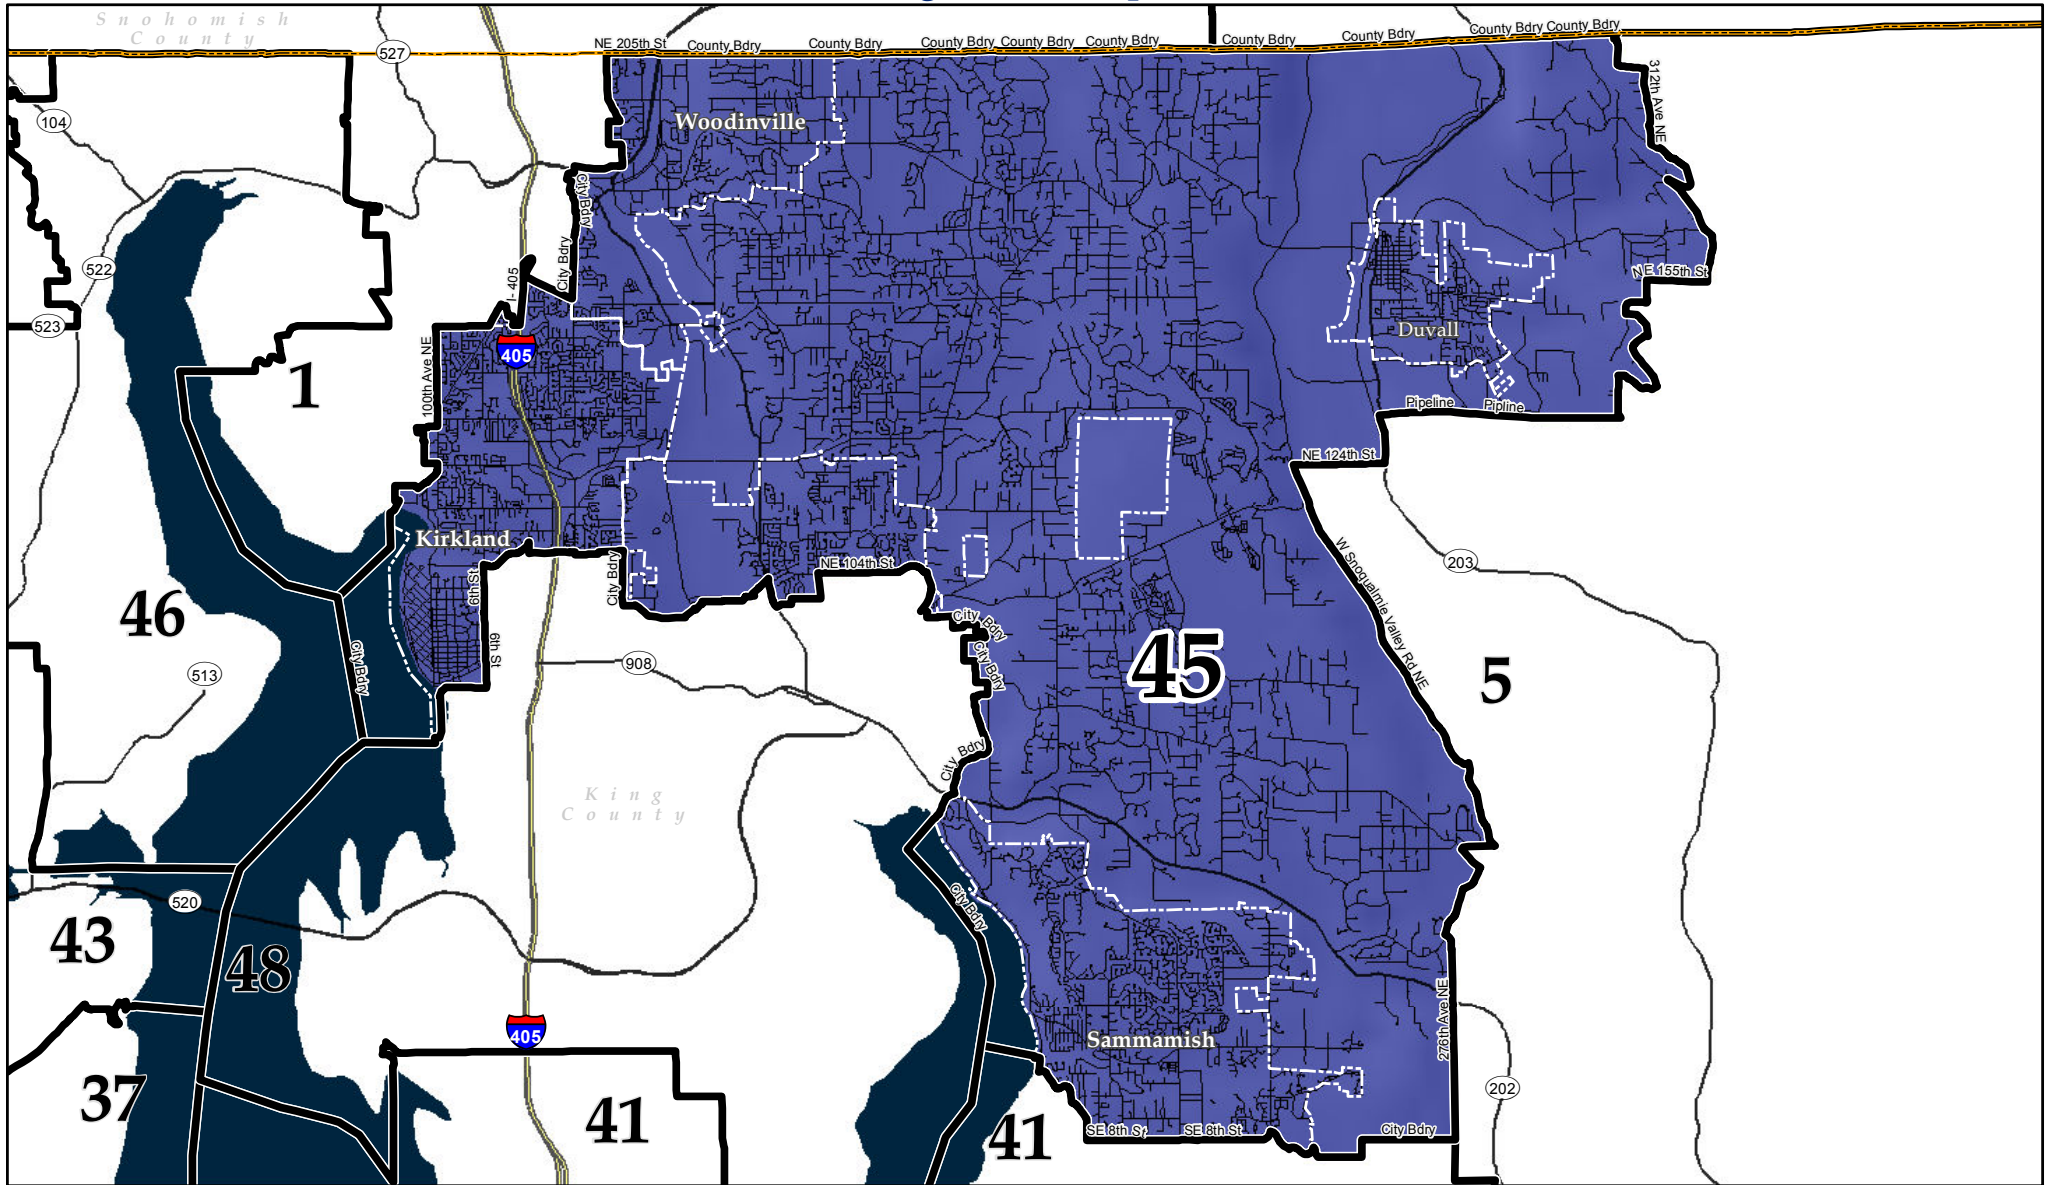 Snohomish
County
527
NE 205th St
County Bdry
County Bdry
County Bdry
County Bdry
County Bdry
County Bdry
County Bdry
County Bdry
County Bdry
312th Ave NE
104
Woodinville
City Bdry
City Bdry
522
I- 405
NE 155th St
523
Duvall
405
100th Ave NE
1
Pipeline
Pipline
NE 124th St
Kirkland
W Snoqualmie Valley Rd NE
203
NE 104th St
City Bdry
6th St
46
City Bdry
6th St
City Bdry
City Bdry
908
45
5
513
City Bdry
King
County
520
City Bdry
43
48
276th Ave NE
405
Sammamish
202
37
41
41
SE 8th St
SE 8th St
City Bdry